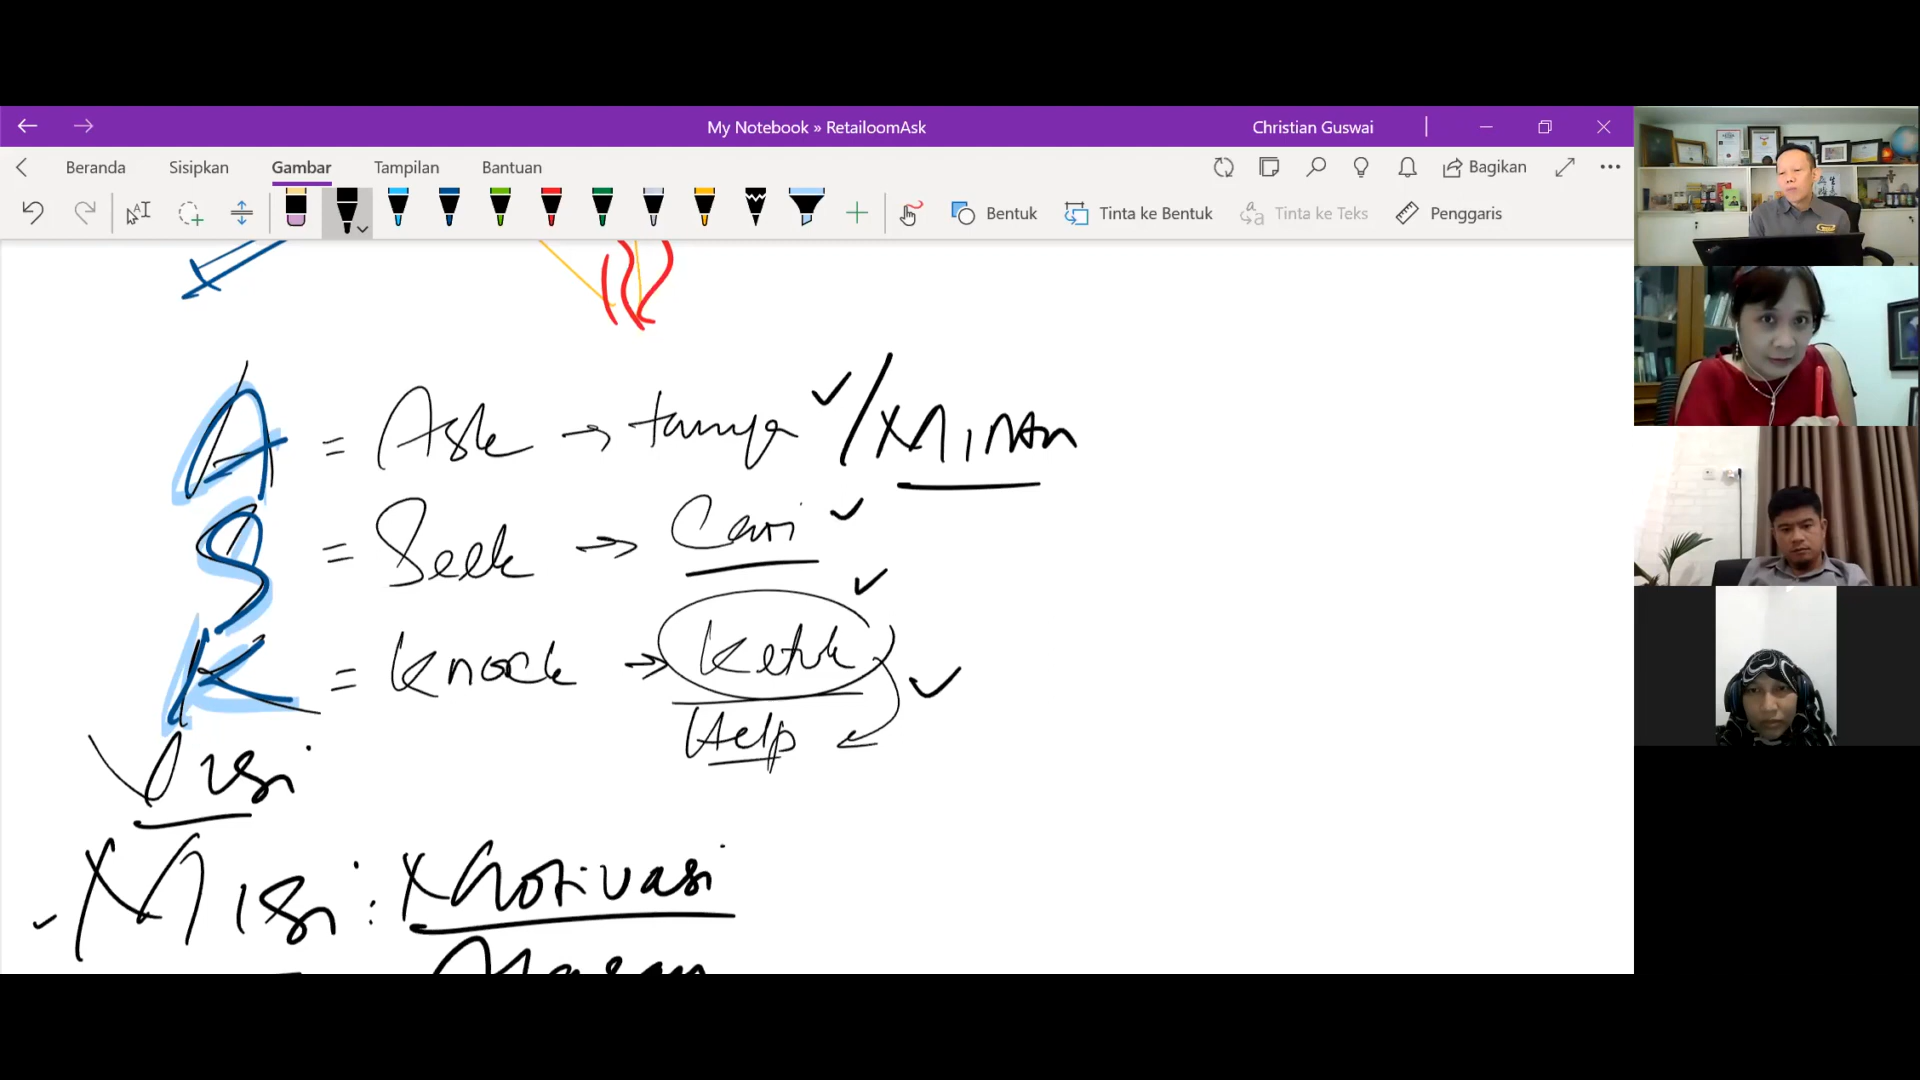 My Notebook » RetailoomAsk
Christian Guswai
Beranda Sisipkan Gambar Tampilan Bantuan Bagikan
Bentuk Tinta ke Bentuk Tinta ke Teks Penggaris
A = Ask → tanya ✓ /
S = Seek → Cari ✓
K = Knock → Ketuk ✓
Help ✓
Visi
Misi : Motivasi